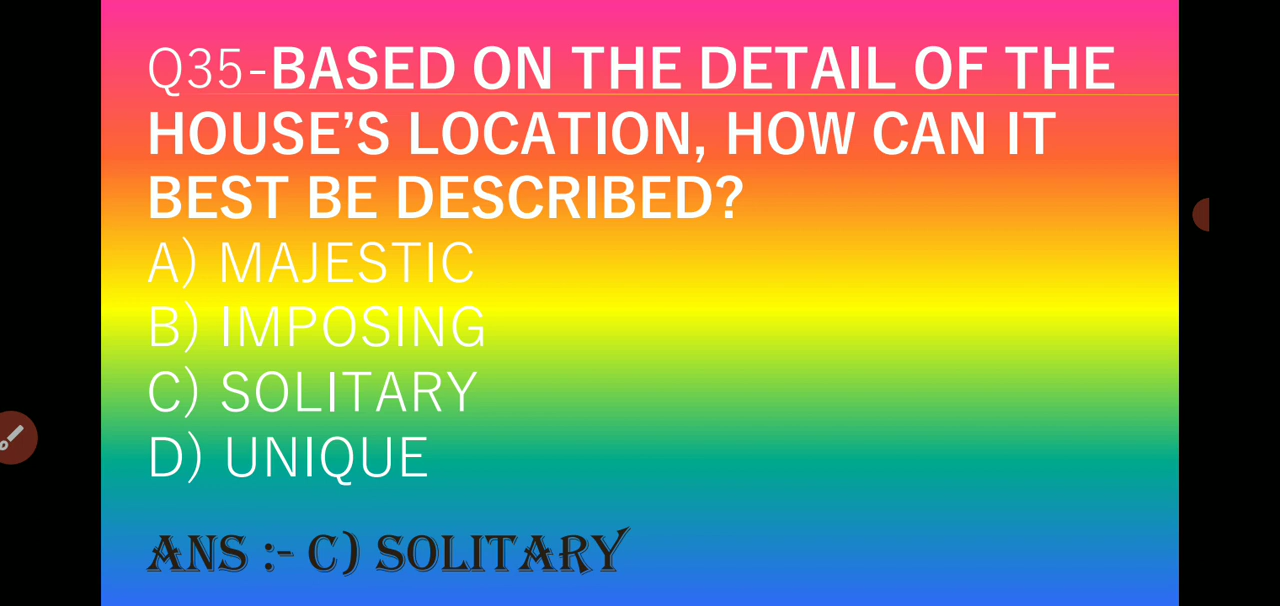 Q35-BASED ON THE DETAIL OF THE
HOUSE’S LOCATION, HOW CAN IT
BEST BE DESCRIBED?
A) MAJESTIC
B) IMPOSING
C) SOLITARY
D) UNIQUE
ANS :- C) SOLITARY